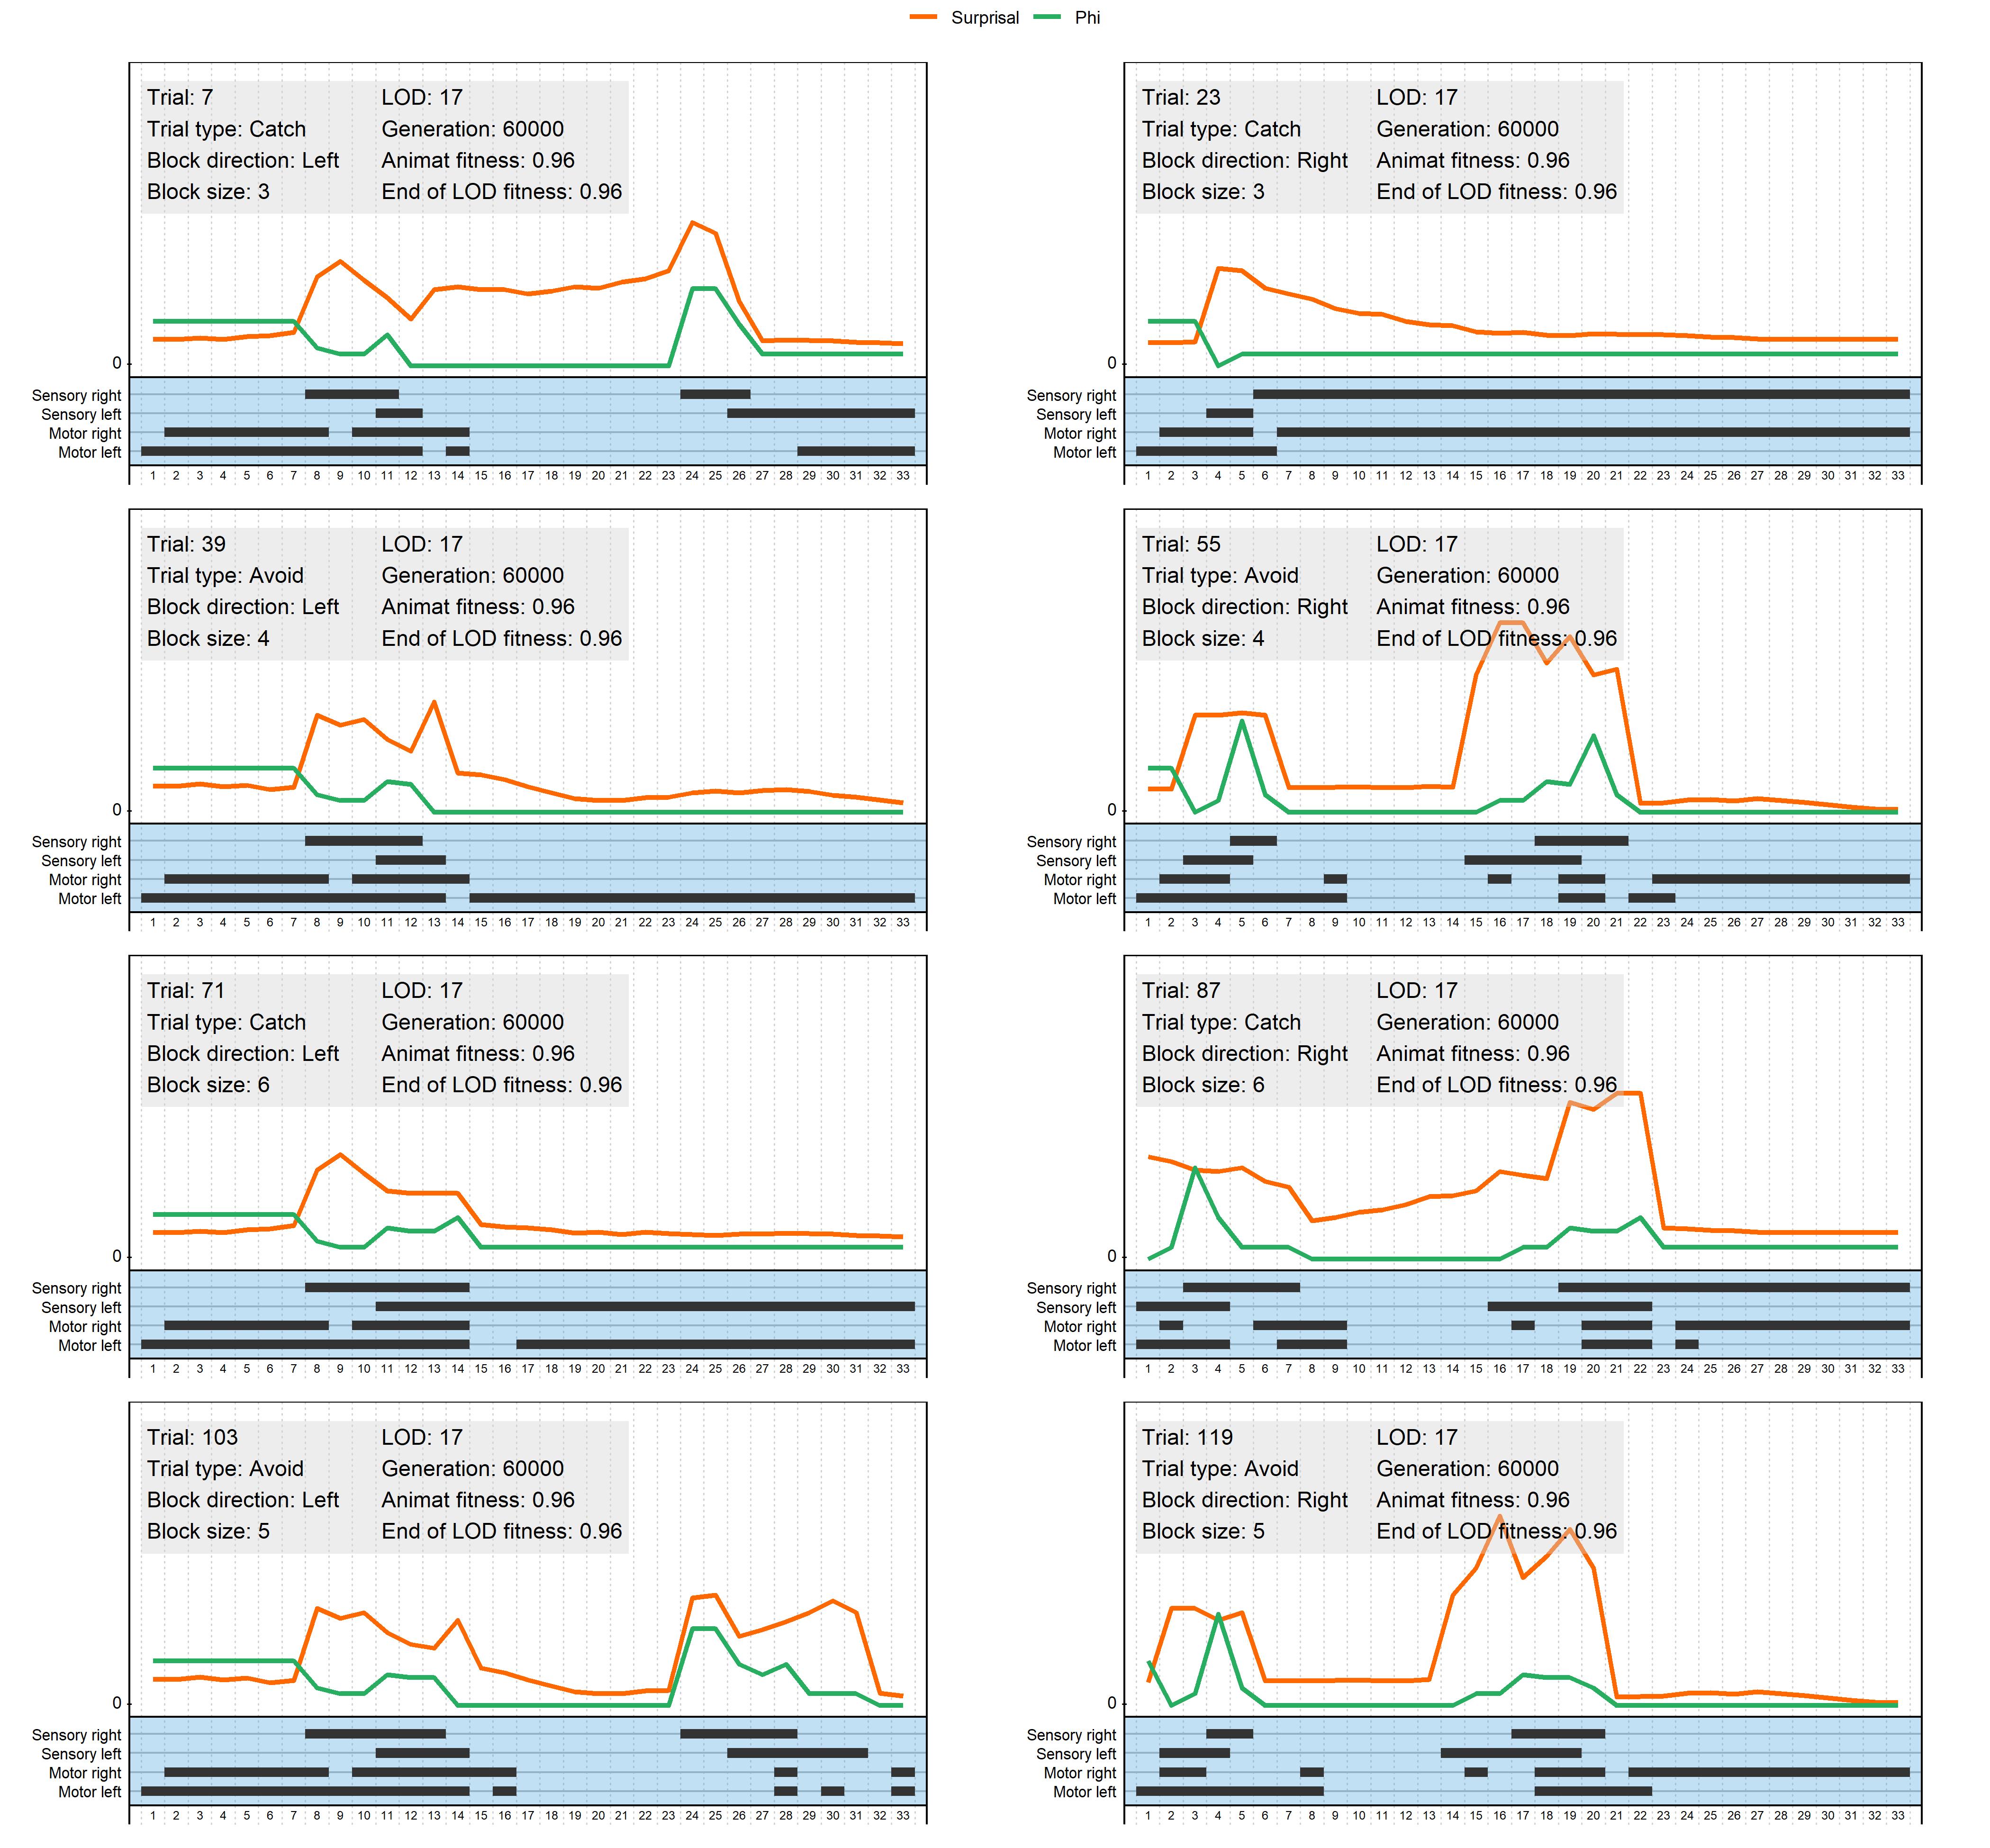 Surprisal Phi
Trial: 7 LOD: 17
Trial type: Catch Generation: 60000
Block direction: Left Animat fitness: 0.96
Block size: 3 End of LOD fitness: 0.96
0
Sensory right
Sensory left
Motor right
Motor left
1 2 3 4 5 6 7 8 9 10 11 12 13 14 15 16 17 18 19 20 21 22 23 24 25 26 27 28 29 30 31 32 33
Trial: 23 LOD: 17
Trial type: Catch Generation: 60000
Block direction: Right Animat fitness: 0.96
Block size: 3 End of LOD fitness: 0.96
0
Sensory right
Sensory left
Motor right
Motor left
1 2 3 4 5 6 7 8 9 10 11 12 13 14 15 16 17 18 19 20 21 22 23 24 25 26 27 28 29 30 31 32 33
Trial: 39 LOD: 17
Trial type: Avoid Generation: 60000
Block direction: Left Animat fitness: 0.96
Block size: 4 End of LOD fitness: 0.96
0
Sensory right
Sensory left
Motor right
Motor left
1 2 3 4 5 6 7 8 9 10 11 12 13 14 15 16 17 18 19 20 21 22 23 24 25 26 27 28 29 30 31 32 33
Trial: 55 LOD: 17
Trial type: Avoid Generation: 60000
Block direction: Right Animat fitness: 0.96
Block size: 4 End of LOD fitness: 0.96
0
Sensory right
Sensory left
Motor right
Motor left
1 2 3 4 5 6 7 8 9 10 11 12 13 14 15 16 17 18 19 20 21 22 23 24 25 26 27 28 29 30 31 32 33
Trial: 71 LOD: 17
Trial type: Catch Generation: 60000
Block direction: Left Animat fitness: 0.96
Block size: 6 End of LOD fitness: 0.96
0
Sensory right
Sensory left
Motor right
Motor left
1 2 3 4 5 6 7 8 9 10 11 12 13 14 15 16 17 18 19 20 21 22 23 24 25 26 27 28 29 30 31 32 33
Trial: 87 LOD: 17
Trial type: Catch Generation: 60000
Block direction: Right Animat fitness: 0.96
Block size: 6 End of LOD fitness: 0.96
0
Sensory right
Sensory left
Motor right
Motor left
1 2 3 4 5 6 7 8 9 10 11 12 13 14 15 16 17 18 19 20 21 22 23 24 25 26 27 28 29 30 31 32 33
Trial: 103 LOD: 17
Trial type: Avoid Generation: 60000
Block direction: Left Animat fitness: 0.96
Block size: 5 End of LOD fitness: 0.96
0
Sensory right
Sensory left
Motor right
Motor left
1 2 3 4 5 6 7 8 9 10 11 12 13 14 15 16 17 18 19 20 21 22 23 24 25 26 27 28 29 30 31 32 33
Trial: 119 LOD: 17
Trial type: Avoid Generation: 60000
Block direction: Right Animat fitness: 0.96
Block size: 5 End of LOD fitness: 0.96
0
Sensory right
Sensory left
Motor right
Motor left
1 2 3 4 5 6 7 8 9 10 11 12 13 14 15 16 17 18 19 20 21 22 23 24 25 26 27 28 29 30 31 32 33